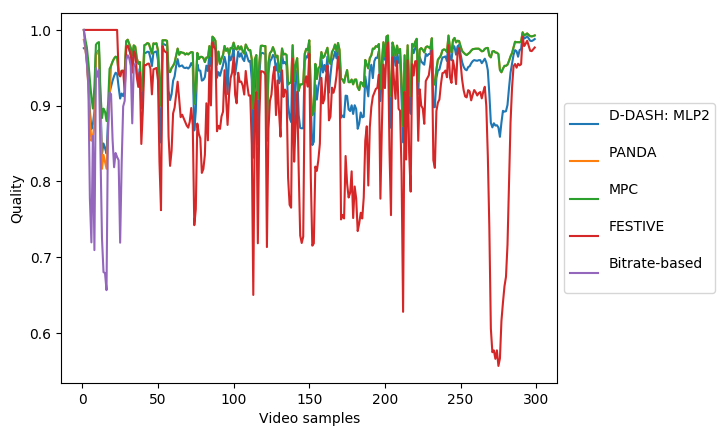 1.0
0.9
0.8
0.7
0.6
Quality
0
50
100
150
200
250
300
Video samples
D-DASH: MLP2
PANDA
MPC
FESTIVE
Bitrate-based